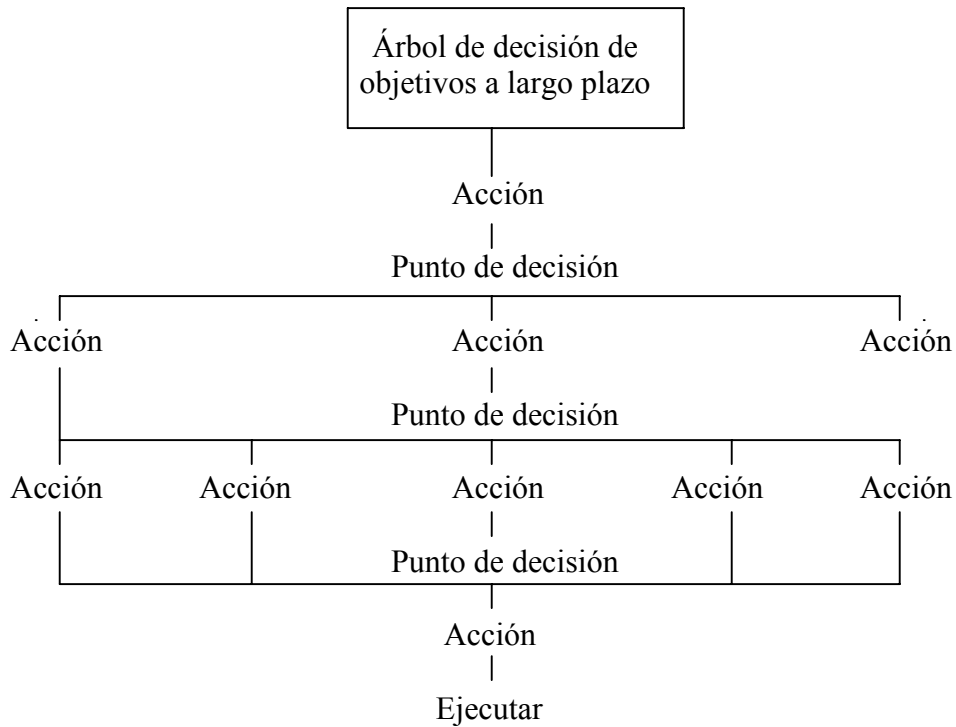 Árbol de decisión de
objetivos a largo plazo
Acción
Punto de decisión
Acción Acción Acción
Punto de decisión
Acción Acción Acción Acción Acción
Punto de decisión
Acción
Ejecutar